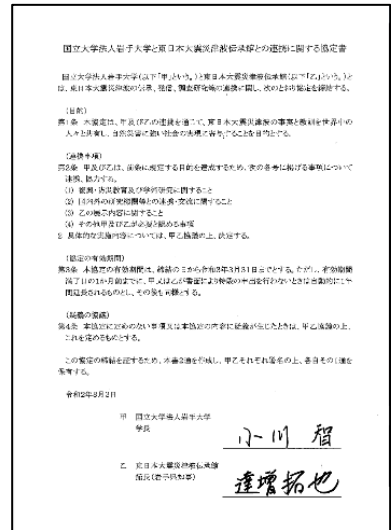 国立大学法人岩手大学と東日本大震災津波伝承館との連携に関する協定書
国立大学法人岩手大学(以下「甲」という。)と東日本大震災津波伝承館(以下「乙」という。)と
は、東日本大震災津波の伝承、発信、調査研究等の連携に関し、次のとおり協定を締結する。
(目的)
第1条 本協定は、甲及び乙の連携を通じて、東日本大震災津波の事実と教訓を世界中の
人々と共有し、自然災害に強い社会の実現に寄与することを目的とする。
(連携事項)
第2条 甲及び乙は、前条に規定する目的を達成するため、次の各号に掲げる事項について
連携、協力する。
(1) 復興・防災教育及び学術研究に関すること
(2) 国内外の研究機関等との連携・交流に関すること
(3) 乙の展示内容に関すること
(4) その他甲及び乙が必要と認める事項
2 具体的な実施内容については、甲乙協議の上、決定する。
(協定の有効期間)
第3条 本協定の有効期間は、締結の日から令和3年3月31日までとする。ただし、有効期間
満了日の1か月前までに、甲又は乙が書面により特段の申出を行わないときは自動的に1年
間延長されるものとし、その後も同様とする。
(疑義の協議)
第4条 本協定に定めのない事項又は本協定の内容に疑義が生じたときは、甲乙協議の上、
これを定めるものとする。
この協定の締結を証するため、本書2通を作成し、甲乙それぞれ署名の上、各自その1通を
保有する。
令和2年8月3日
甲 国立大学法人岩手大学
学長
小川 智
乙 東日本大震災津波伝承館
館長(岩手県知事)
達増拓也